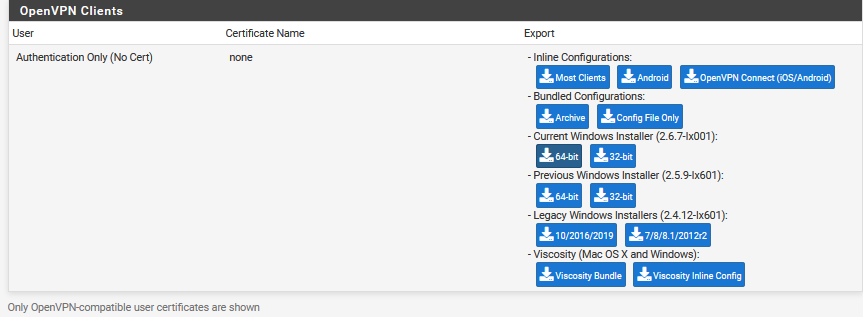 OpenVPN Clients
User Certificate Name Export
Authentication Only (No Cert) none - Inline Configurations:
Most Clients Android OpenVPN Connect (iOS/Android)
- Bundled Configurations:
Archive Config File Only
- Current Windows Installer (2.6.7-Ix001):
64-bit 32-bit
- Previous Windows Installer (2.5.9-Ix601):
64-bit 32-bit
- Legacy Windows Installers (2.4.12-Ix601):
10/2016/2019 7/8/8.1/2012r2
- Viscosity (Mac OS X and Windows):
Viscosity Bundle Viscosity Inline Config
Only OpenVPN-compatible user certificates are shown